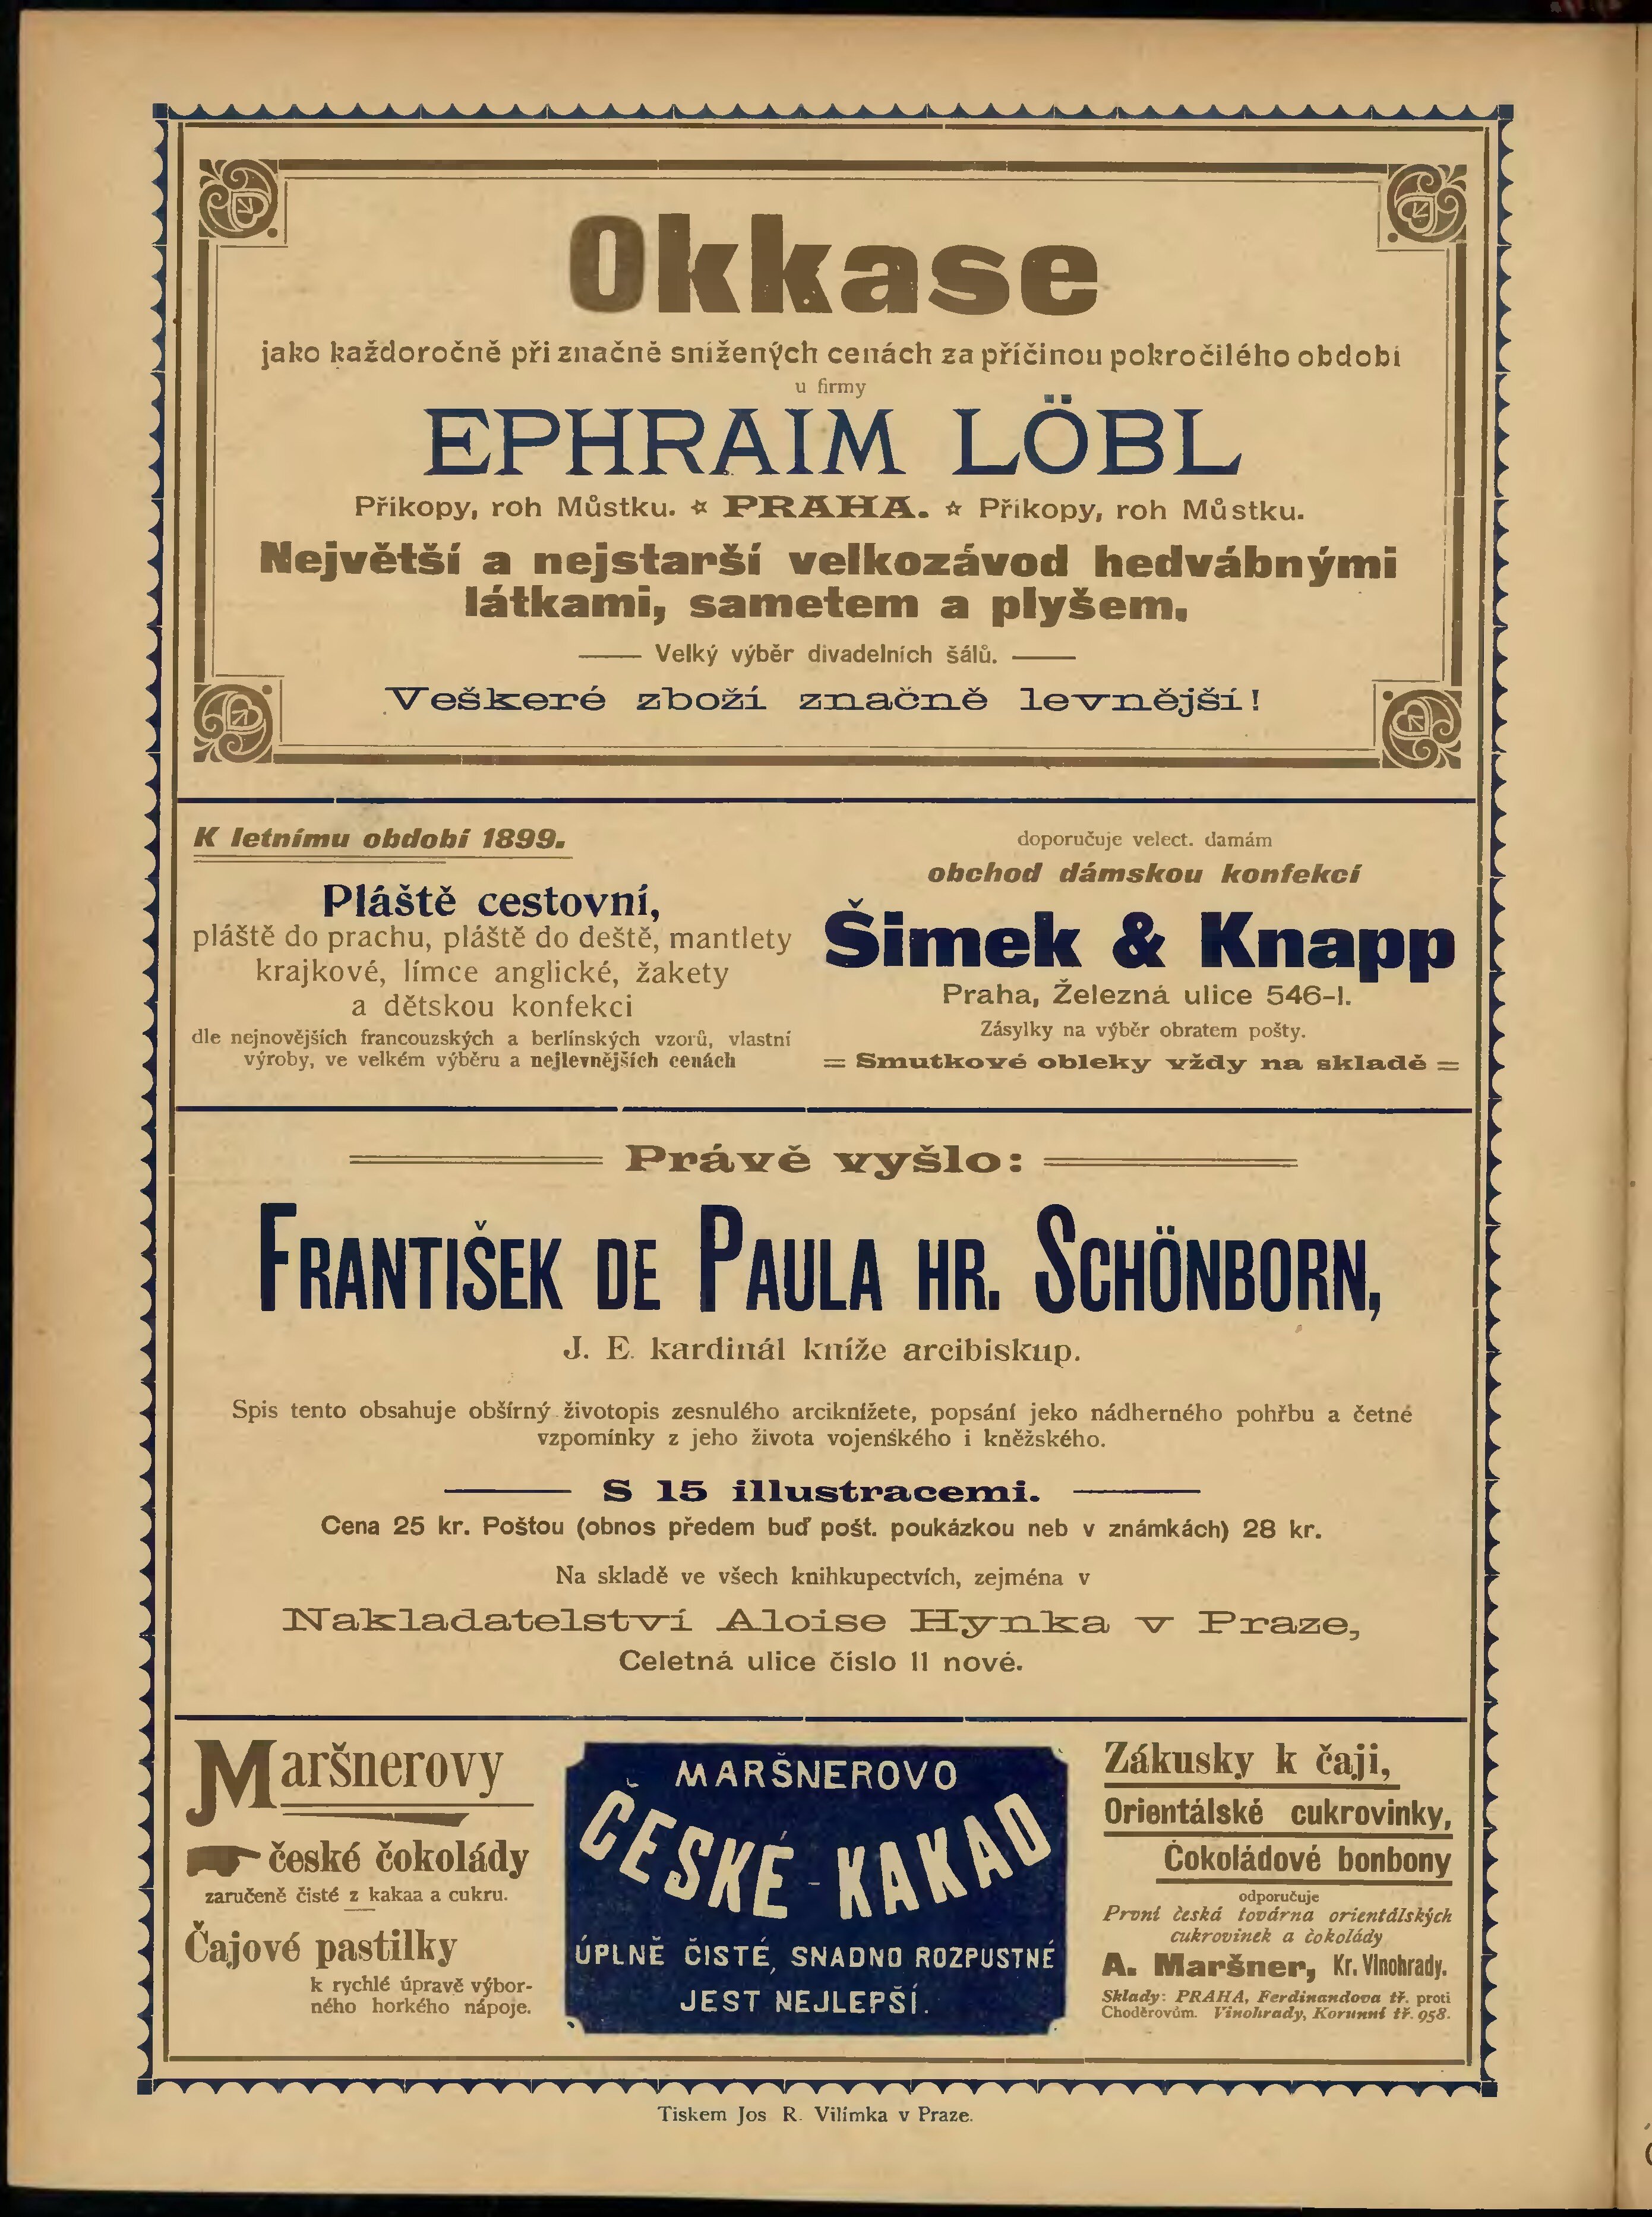 Okkase
jako každoročně při značně snížených cenách za příčinou pokročilého období
u firmy
EPHRAIM LÖBL
Příkopy, roh Můstku. ☆ PRAHA. ☆ Příkopy, roh Můstku.
Největší a nejstarší velkozávod hedvábnými
látkami, sametem a plyšem.
Velký výběr divadelních šálů.
Veškeré zboží značně levnější!
K letnímu období 1899.
Pláště cestovní,
pláště do prachu, pláště do deště, mantlety
krajkové, límce anglické, žakety
a dětskou konfekci
dle nejnovějších francouzských a berlínských vzorů, vlastní
výroby, ve velkém výběru a nejlevnějších cenách
doporučuje velect. damám
obchod dámskou konfekcí
Šimek & Knapp
Praha, Železná ulice 546-I.
Zásylky na výběr obratem pošty.
= Smutkové obleky vždy na skladě =
Právě vyšlo:
FRANTIŠEK DE PAULA HR. SCHÖNBORN,
J. E. kardinál kníže arcibiskup.
Spis tento obsahuje obšírný životopis zesnulého arciknížete, popsání jeko nádherného pohřbu a četné
vzpomínky z jeho života vojenského i kněžského.
S 15 illustracemi.
Cena 25 kr. Poštou (obnos předem buď pošt. poukázkou neb v známkách) 28 kr.
Na skladě ve všech knihkupectvích, zejména v
Nakladatelství Aloise Hynka v Praze,
Celetná ulice číslo 11 nové.
Maršnerovy
české čokolády
zaručeně čisté z kakaa a cukru.
Čajové pastilky
k rychlé úpravě výbor-
ného horkého nápoje.
MARŠNEROVO
ČESKÉ - KAKAO
ÚPLNĚ ČISTÉ, SNADNO ROZPUSTNÉ
JEST NEJLEPŠÍ.
Zákusky k čaji,
Orientálské cukrovinky,
Čokoládové bonbony
odporučuje
První česká továrna orientálských
cukrovinek a čokolády
A. Maršner, Kr. Vinohrady.
Sklady: PRAHA, Ferdinandova tř. proti
Choděrovům. Vinohrady, Korunní tř. 958.
Tiskem Jos R. Vilímka v Praze.